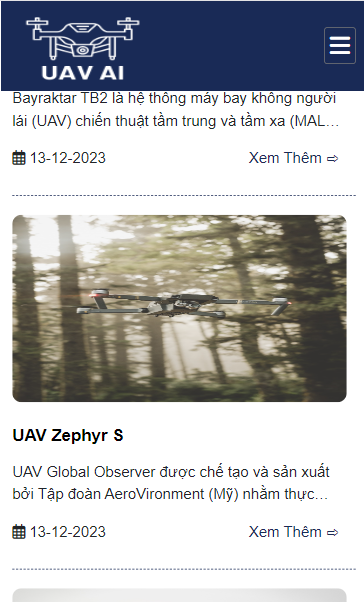 UAV AI
Bayraktar TB2 là hệ thống máy bay không người
lái (UAV) chiến thuật tầm trung và tầm xa (MAL...
13-12-2023 Xem Thêm ⇨
UAV Zephyr S
UAV Global Observer được chế tạo và sản xuất
bởi Tập đoàn AeroVironment (Mỹ) nhằm thực...
13-12-2023 Xem Thêm ⇨